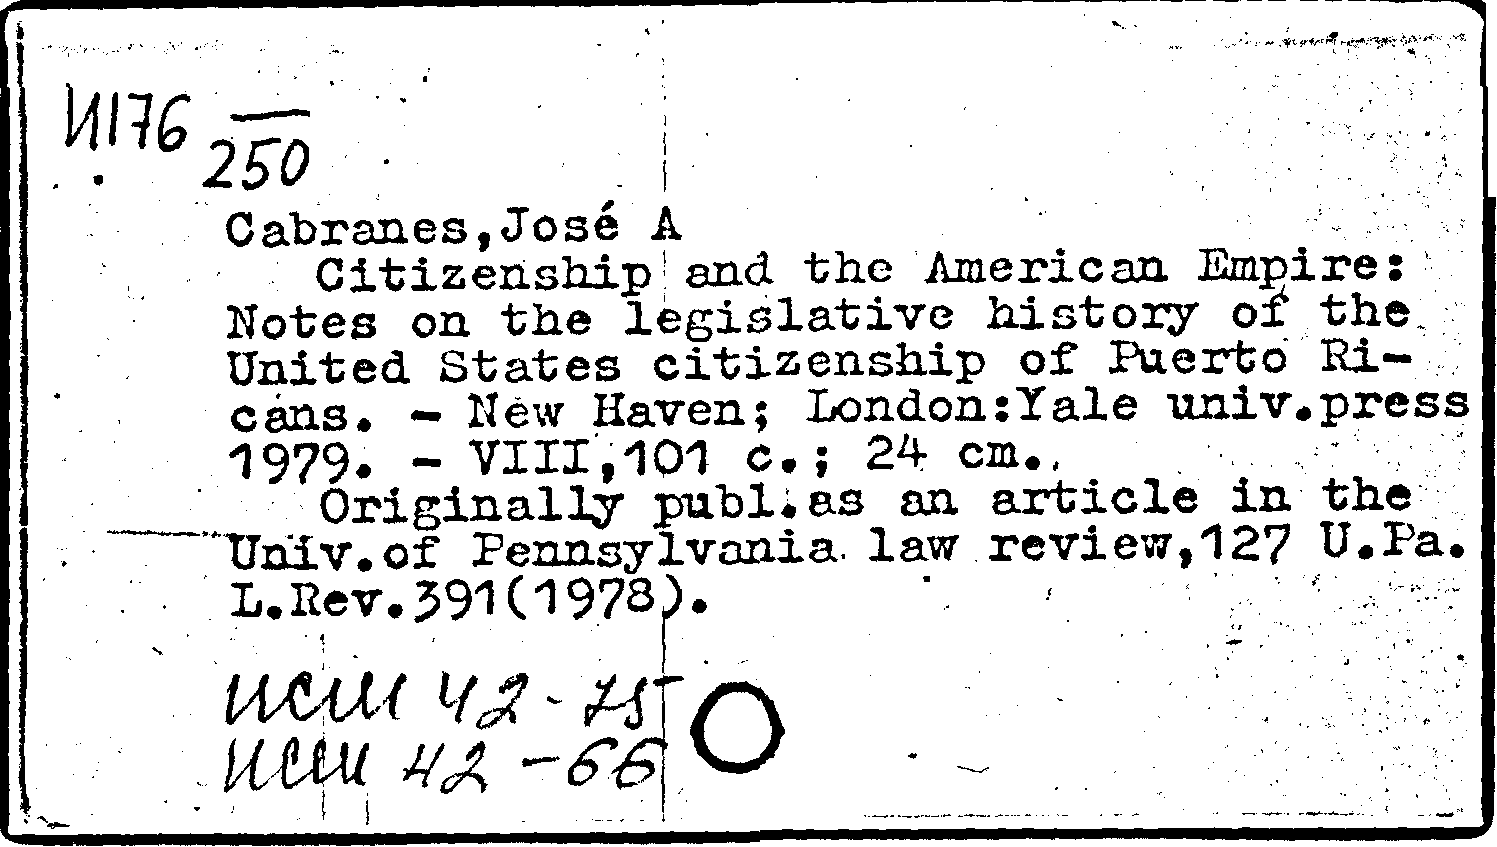 И176 250
Cabranes,José A
Citizenship and the American Empire:
Notes on the legislative history of the
United States citizenship of Puerto Ri-
cans. - New Haven; London:Yale univ.press
1979. - VIII,101 c.; 24 cm..
Originally publ.as an article in the
Univ.of Pennsylvania law review,127 U.Pa.
L.Rev.391(1978).
исш 42-75
исш 42-66